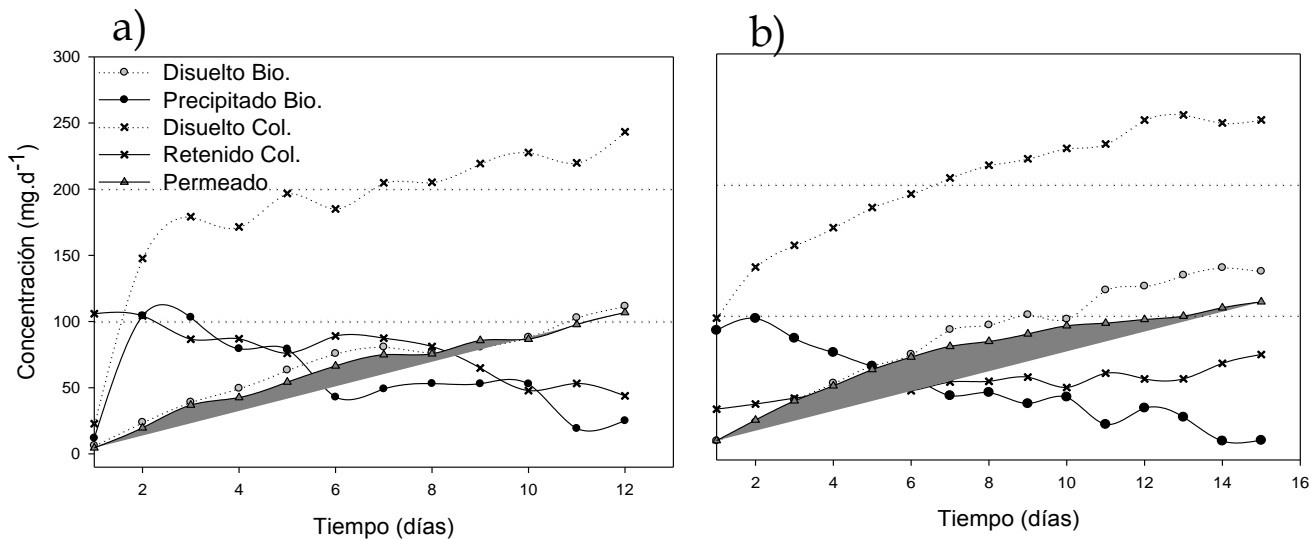 a)
b)
Concentración (mg.d⁻¹)
300
250
200
150
100
50
0
Disuelto Bio.
Precipitado Bio.
Disuelto Col.
Retenido Col.
Permeado
2 4 6 8 10 12
Tiempo (días)
2 4 6 8 10 12 14 16
Tiempo (días)